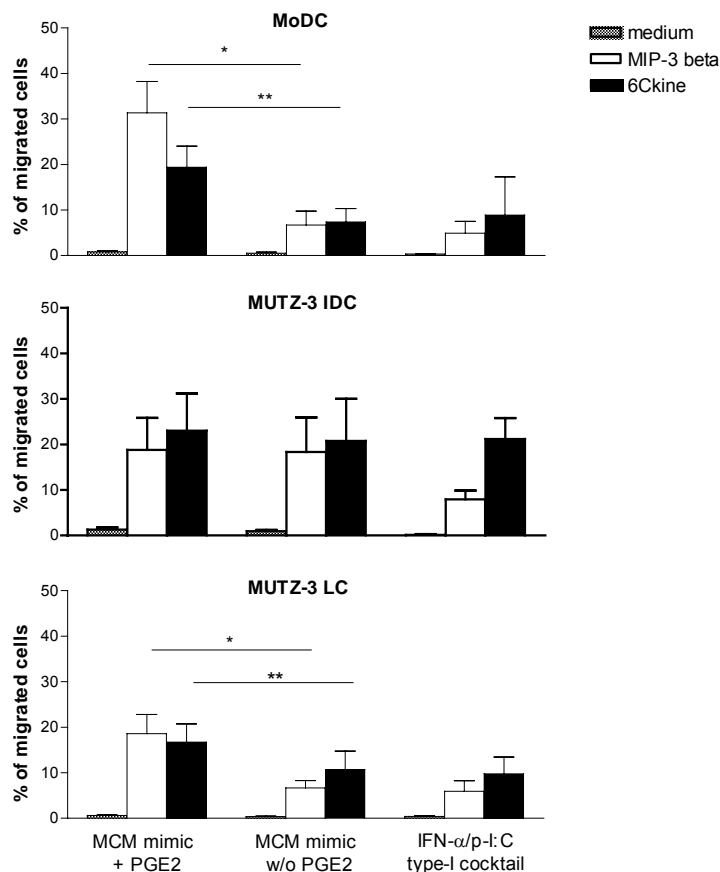 MoDC
medium
MIP-3 beta
6Ckine
% of migrated cells
50
40
30
20
10
0
*
**
MUTZ-3 IDC
% of migrated cells
50
40
30
20
10
0
MUTZ-3 LC
% of migrated cells
50
40
30
20
10
0
*
**
MCM mimic
+ PGE2
MCM mimic
w/o PGE2
IFN-α/p-I:C
type-I cocktail